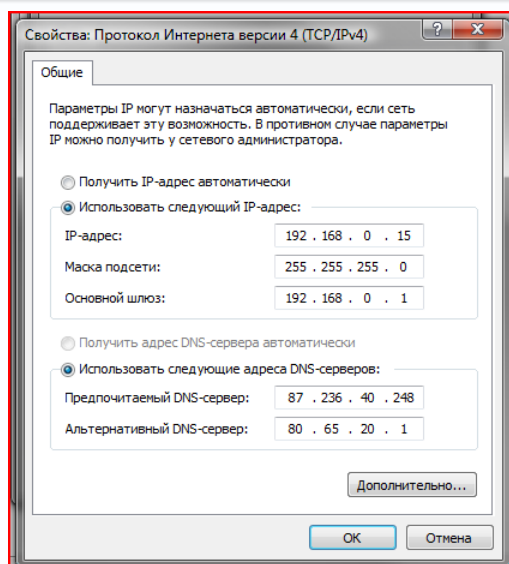 Свойства: Протокол Интернета версии 4 (TCP/IPv4)
Общие
Параметры IP могут назначаться автоматически, если сеть
поддерживает эту возможность. В противном случае параметры
IP можно получить у сетевого администратора.
Получить IP-адрес автоматически
Использовать следующий IP-адрес:
IP-адрес: 192 . 168 . 0 . 15
Маска подсети: 255 . 255 . 255 . 0
Основной шлюз: 192 . 168 . 0 . 1
Получить адрес DNS-сервера автоматически
Использовать следующие адреса DNS-серверов:
Предпочитаемый DNS-сервер: 87 . 236 . 40 . 248
Альтернативный DNS-сервер: 80 . 65 . 20 . 1
Дополнительно...
ОК Отмена